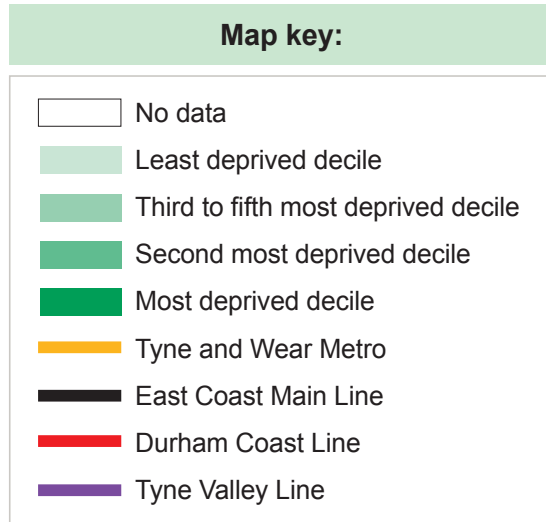 Map key:
No data
Least deprived decile
Third to fifth most deprived decile
Second most deprived decile
Most deprived decile
Tyne and Wear Metro
East Coast Main Line
Durham Coast Line
Tyne Valley Line